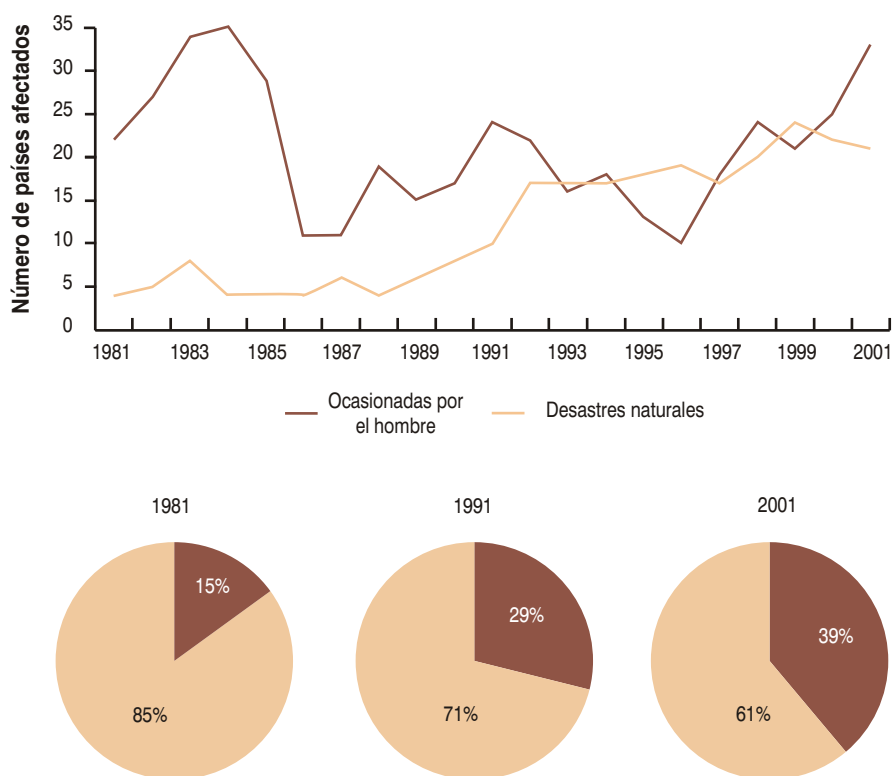 Número de países afectados
35
30
25
20
15
10
5
0
1981 1983 1985 1987 1989 1991 1993 1995 1997 1999 2001
Ocasionadas por
el hombre
Desastres naturales
1981 1991 2001
15% 29% 39%
85% 71% 61%